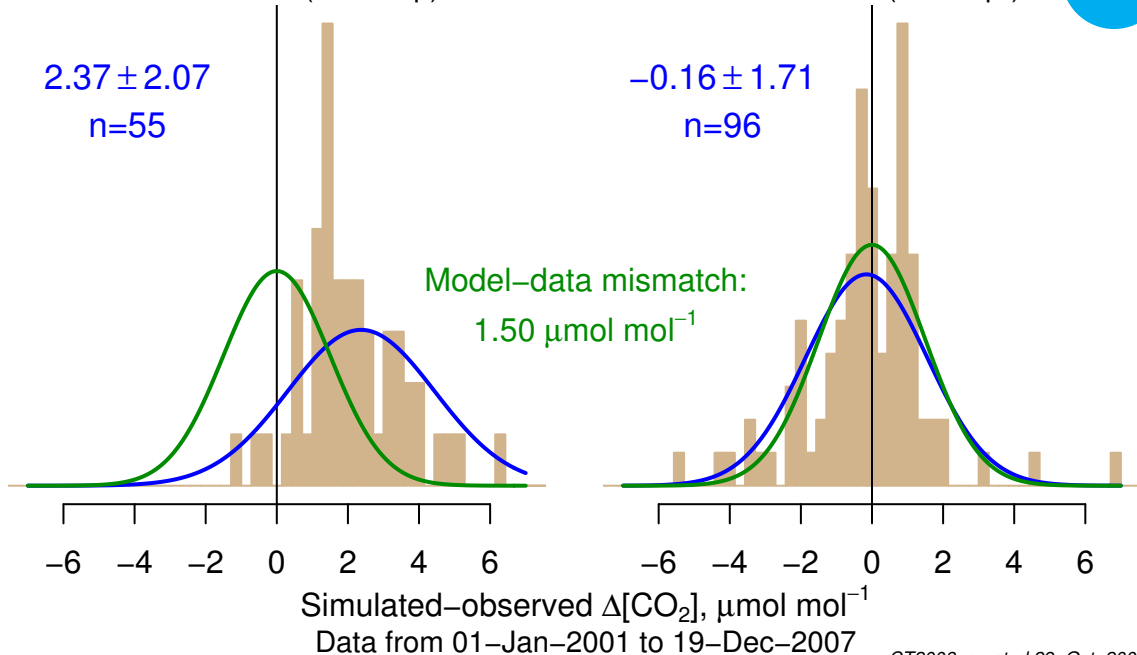 2.37 ± 2.07
n=55
−0.16 ± 1.71
n=96
Model−data mismatch:
1.50 μmol mol⁻¹
−6 −4 −2 0 2 4 6
−6 −4 −2 0 2 4 6
Simulated−observed Δ[CO₂], μmol mol⁻¹
Data from 01−Jan−2001 to 19−Dec−2007